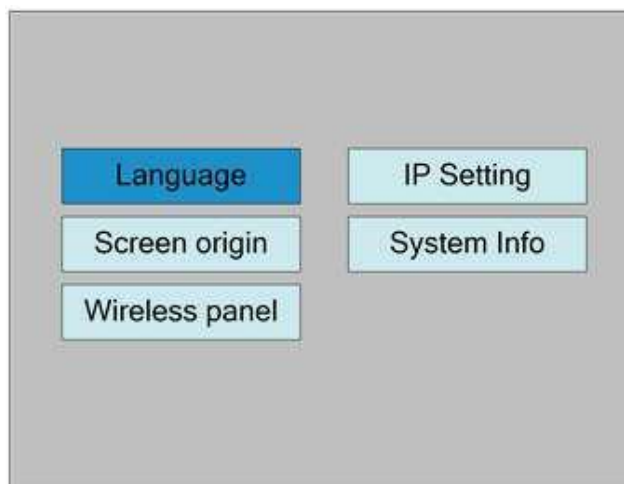 Language
IP Setting
Screen origin
System Info
Wireless panel